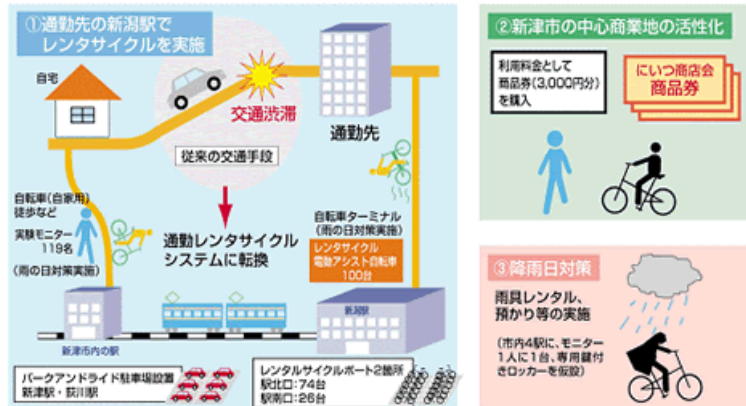 ①通勤先の新潟駅で
レンタサイクルを実施
自宅
交通渋滞
通勤先
従来の交通手段
自転車(自家用)
徒歩など
実験モニター
119名
(雨の日対策実施)
通勤レンタサイクル
システムに転換
自転車ターミナル
(雨の日対策実施)
レンタサイクル
電動アシスト自転車
100台
新潟駅
新津市内の駅
パークアンドライド駐車場設置
新津駅・荻川駅
レンタルサイクルポート2箇所
駅北口:74台
駅南口:26台
②新津市の中心商業地の活性化
利用料金として
商品券(3,000円分)
を購入
にいつ商店会
商品券
③降雨日対策
雨具レンタル、
預かり等の実施
(市内4駅に、モニター
1人に1台、専用鍵付
きロッカーを仮設)